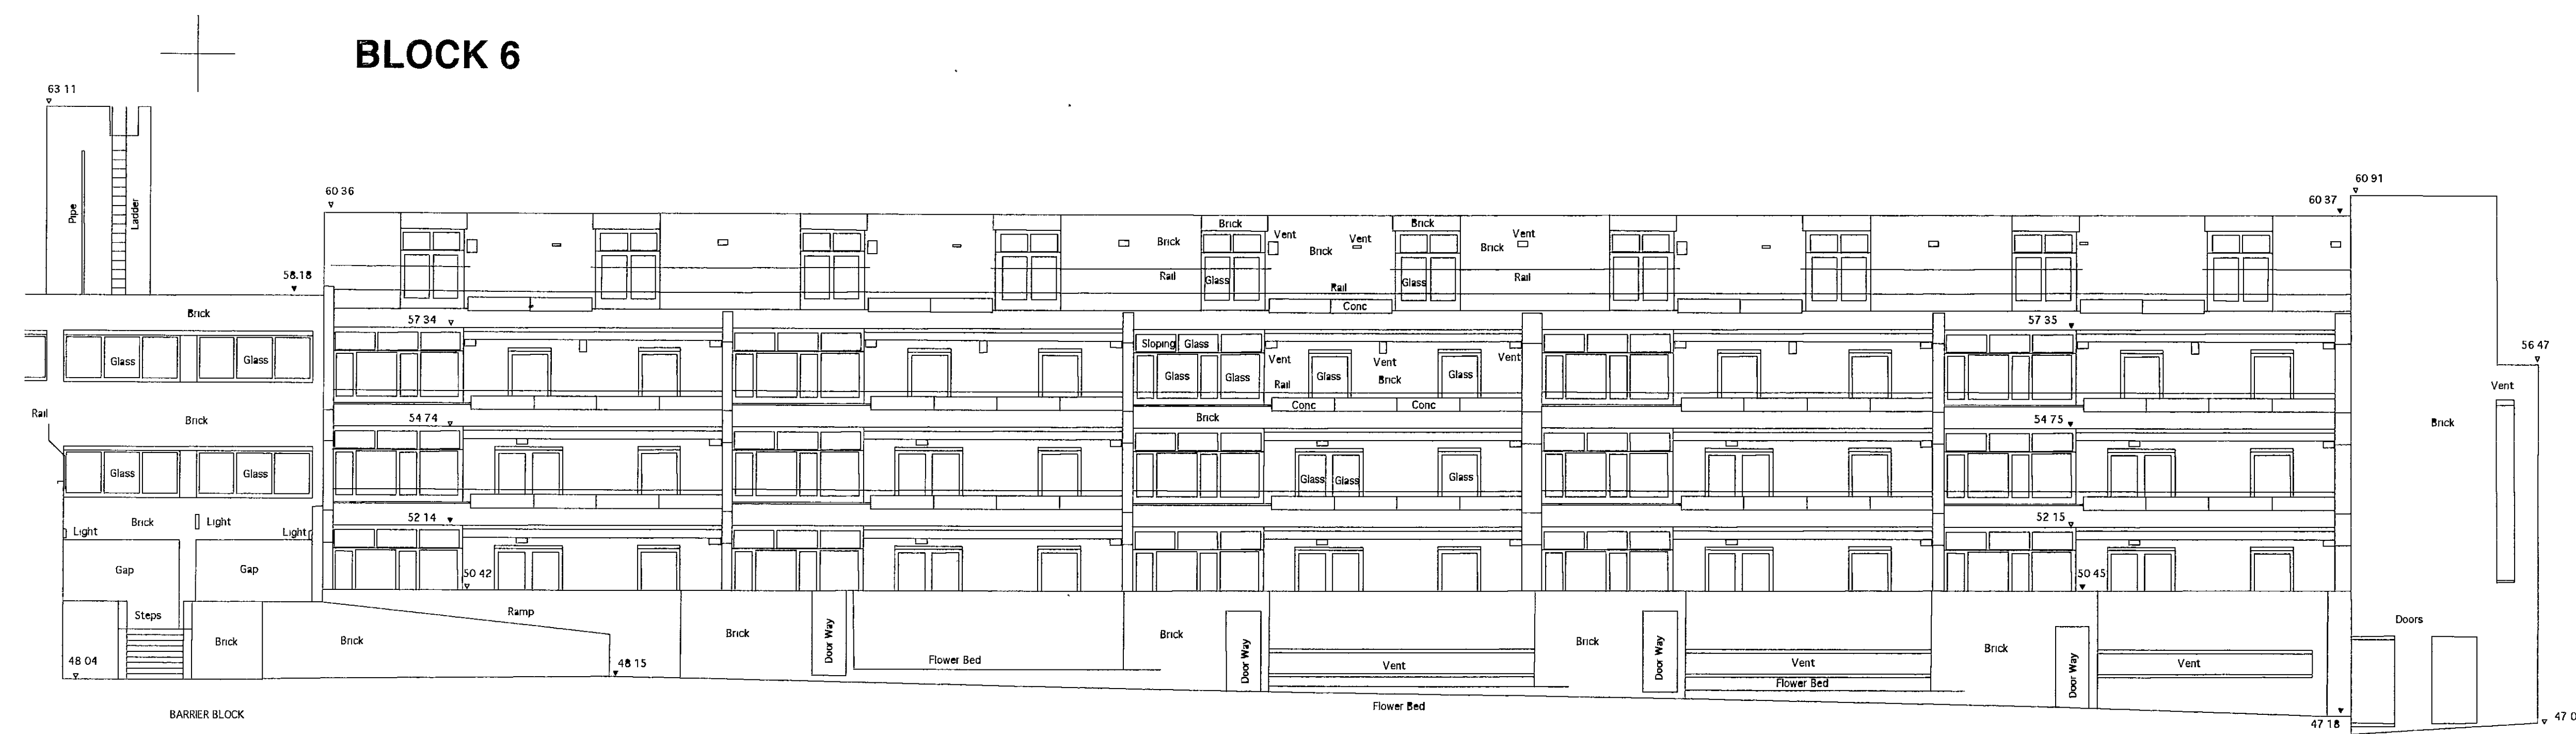 BLOCK 6
63 11
Pipe
Ladder
60 36
60 37
60 91
58.18
Brick
Brick
Brick
Vent
Brick
Vent
Brick
Vent
Rail
Glass
Rail
Glass
Rail
Conc
Brick
57 34
57 35
56 47
Glass
Glass
Sloping
Glass
Vent
Vent
Vent
Glass
Glass
Rail
Glass
Brick
Glass
Vent
Rail
Conc
Conc
Brick
54 74
Brick
54 75
Brick
Glass
Glass
Glass
Glass
Glass
Brick
Light
52 14
52 15
Light
Light
Gap
Gap
50 42
50 45
Steps
Ramp
Doors
Brick
Brick
Brick
Door Way
Brick
Door Way
Brick
Door Way
Brick
Door Way
48 04
48 15
Flower Bed
Vent
Vent
Vent
Flower Bed
Flower Bed
BARRIER BLOCK
47 18